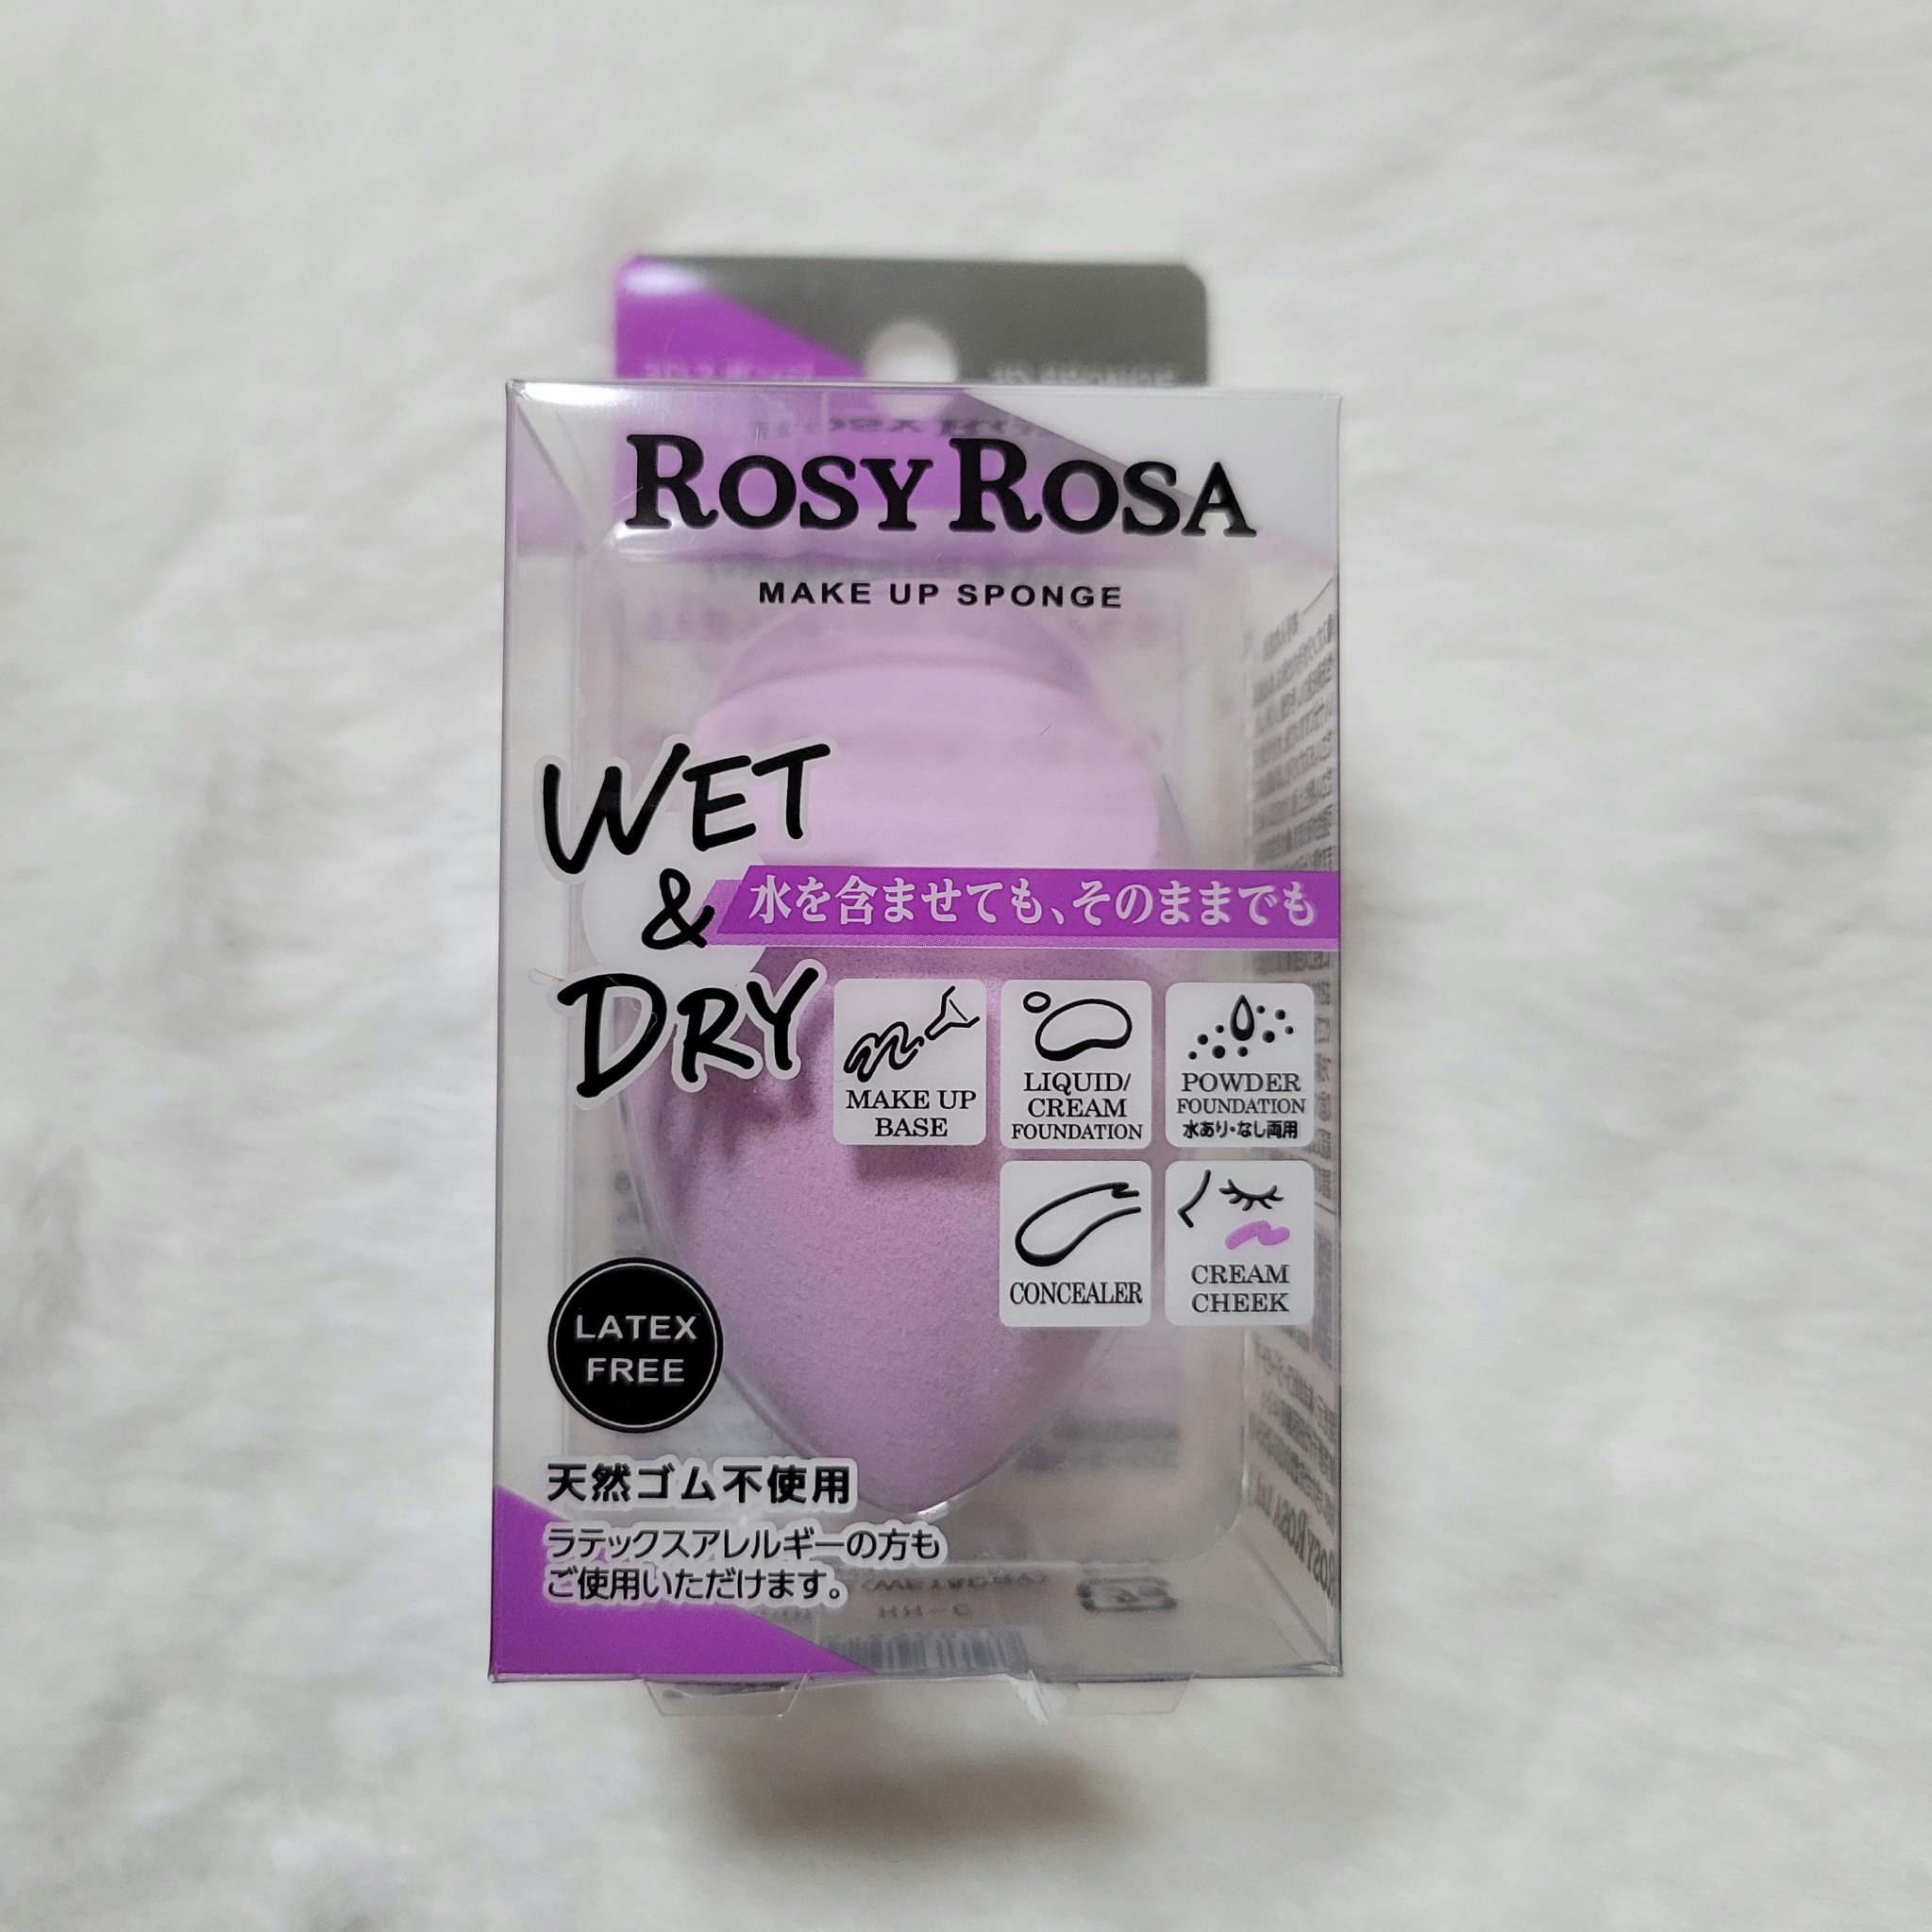 ROSY ROSA
MAKE UP SPONGE
WET
&
DRY
水を含ませても、そのままでも
MAKE UP
BASE
LIQUID/
CREAM
FOUNDATION
POWDER
FOUNDATION
水あり・なし両用
CONCEALER
CREAM
CHEEK
LATEX
FREE
天然ゴム不使用
ラテックスアレルギーの方も
ご使用いただけます。